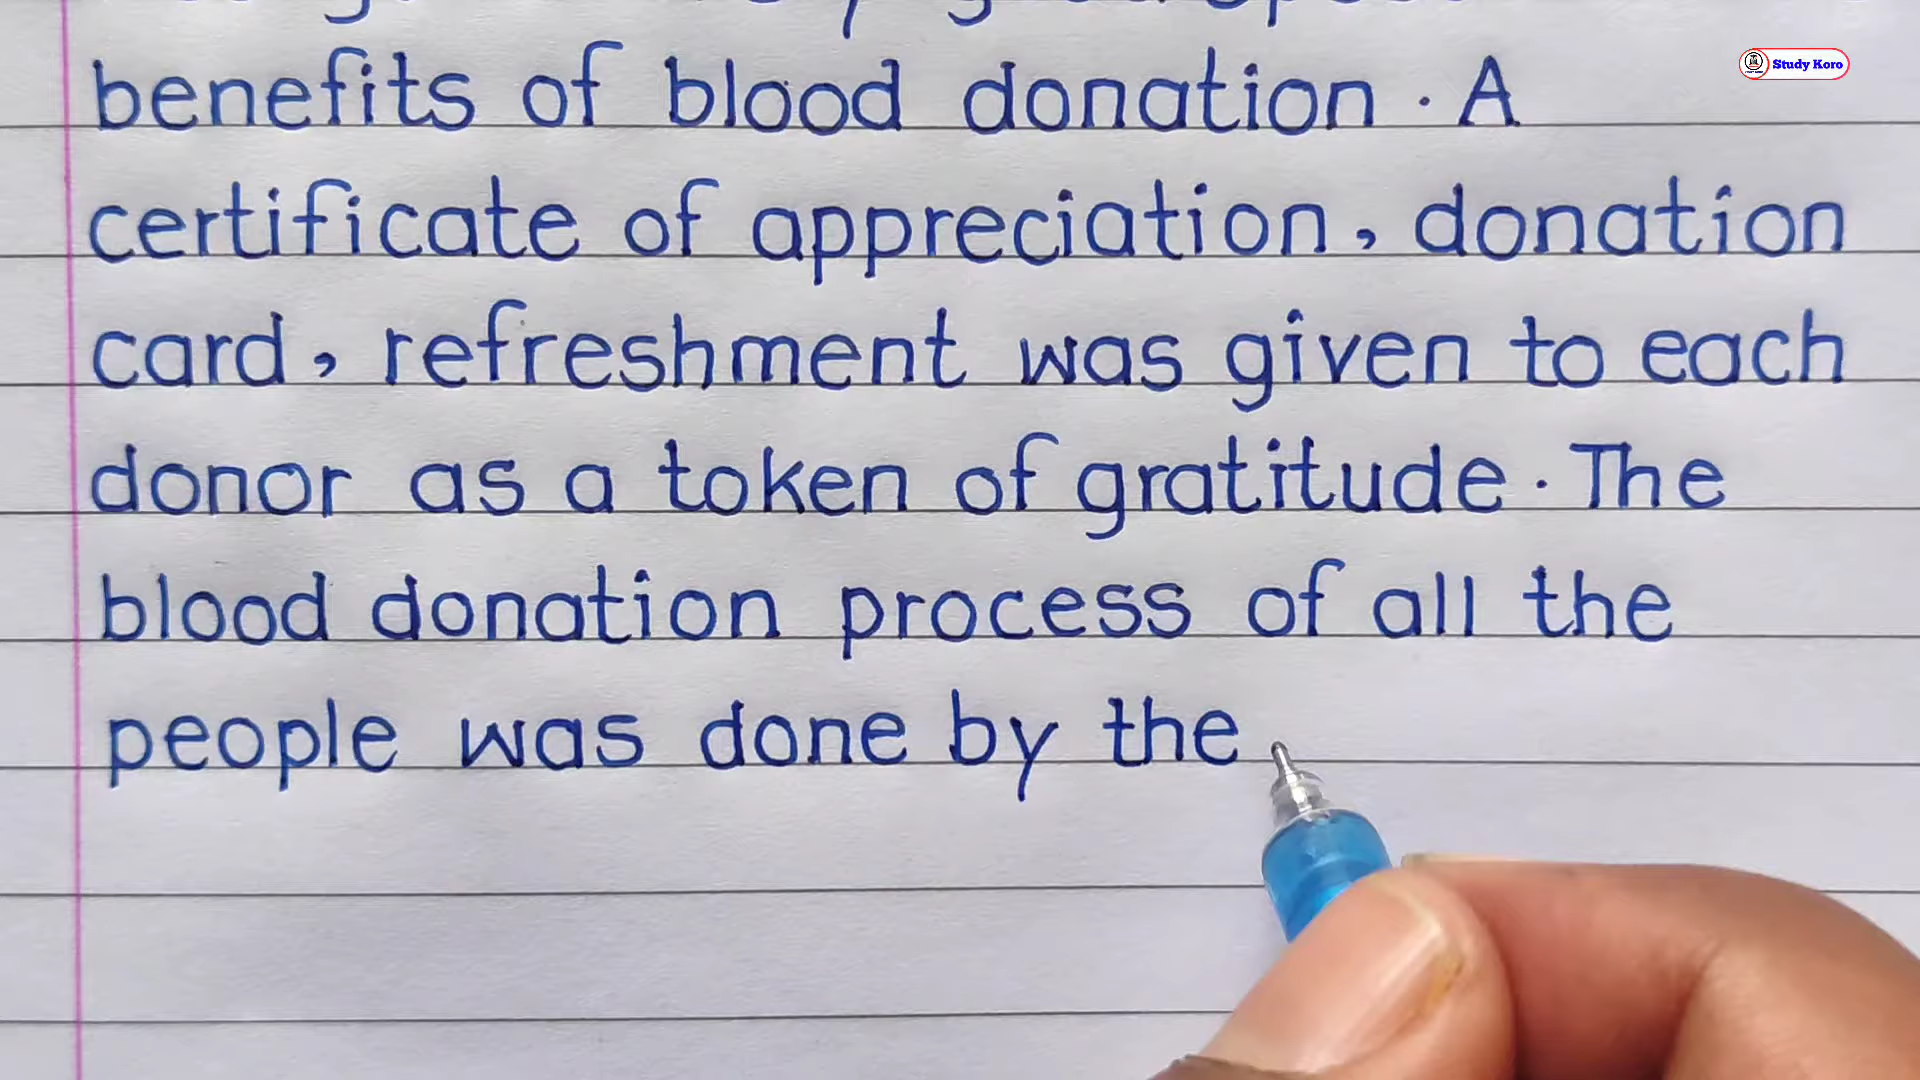 benefits of blood donation. A
Study Koro
certificate of appreciation, donation
card, refreshment was given to each
donor as a token of gratitude. The
blood donation process of all the
people was done by the